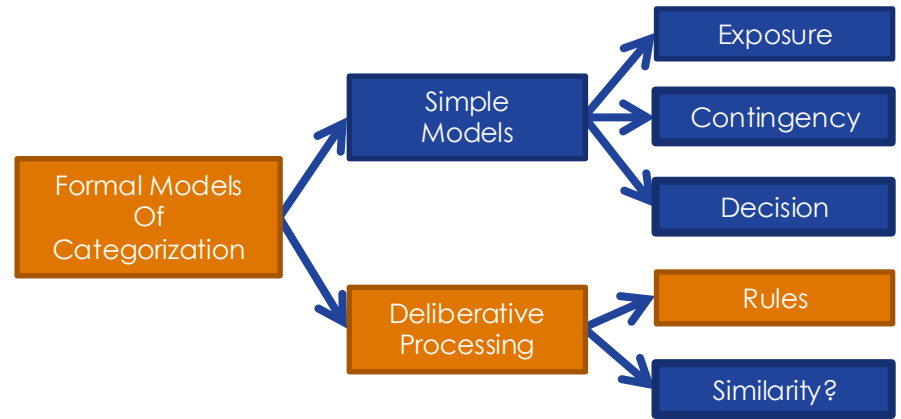 Exposure
Simple
Models
Contingency
Formal Models
Of
Categorization
Decision
Deliberative
Processing
Rules
Similarity?